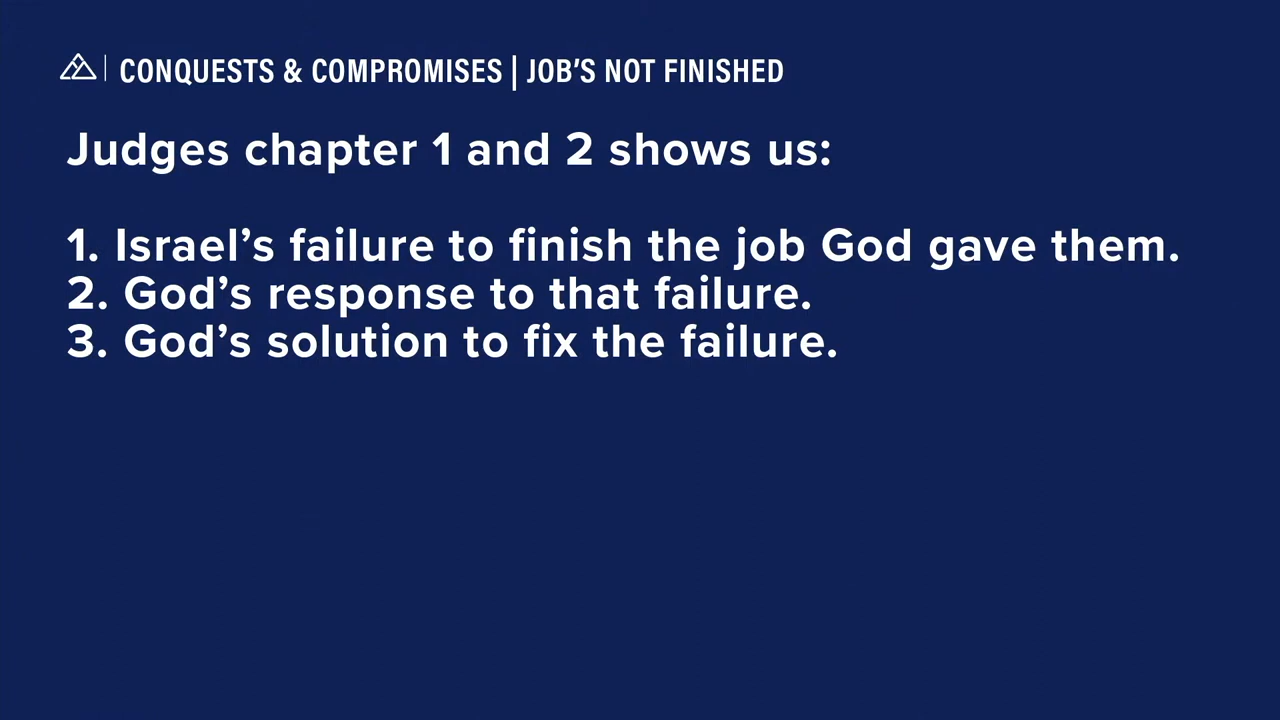 CONQUESTS & COMPROMISES | JOB’S NOT FINISHED
Judges chapter 1 and 2 shows us:
1. Israel’s failure to finish the job God gave them.
2. God’s response to that failure.
3. God’s solution to fix the failure.